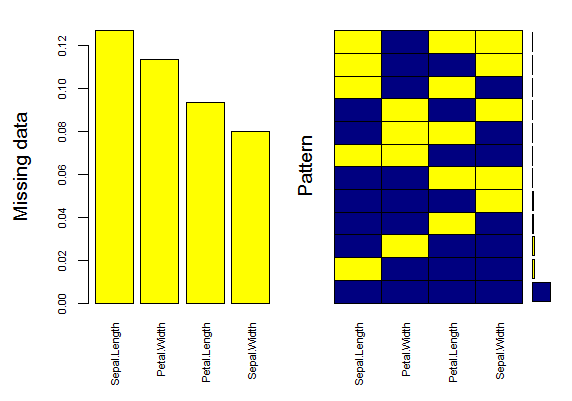 Missing data
0.12
0.10
0.08
0.06
0.04
0.02
0.00
Sepal.Length
Petal.Width
Petal.Length
Sepal.Width
Pattern
Sepal.Length
Petal.Width
Petal.Length
Sepal.Width